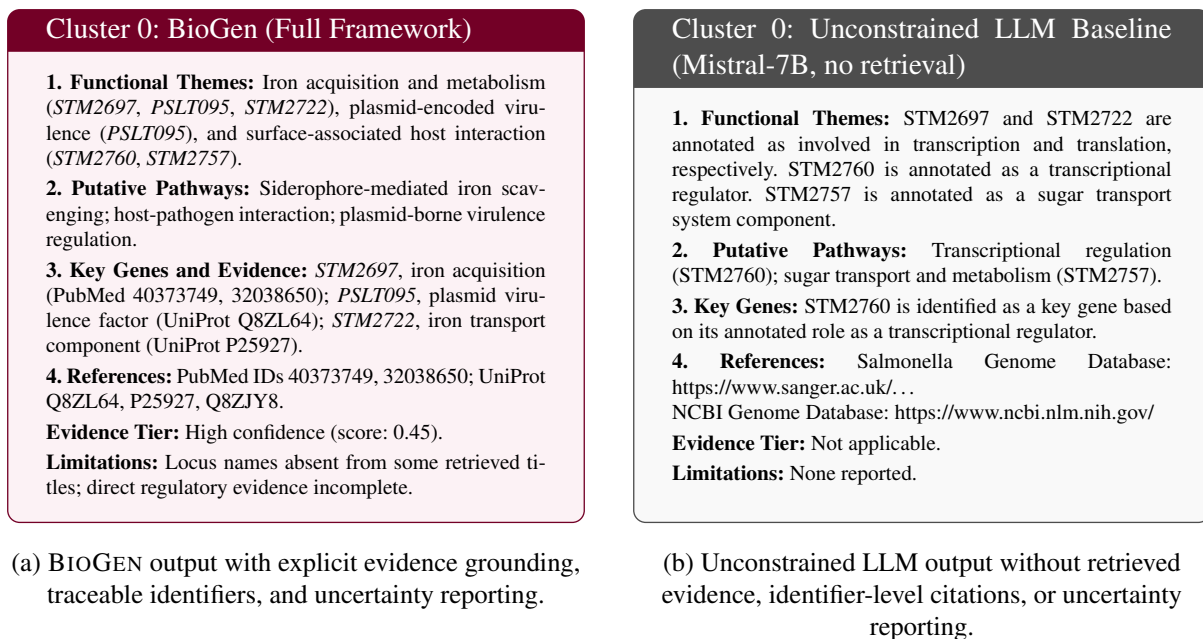 Cluster 0: BioGen (Full Framework)
1. Functional Themes: Iron acquisition and metabolism
(STM2697, PSLT095, STM2722), plasmid-encoded viru-
lence (PSLT095), and surface-associated host interaction
(STM2760, STM2757).
2. Putative Pathways: Siderophore-mediated iron scav-
enging; host-pathogen interaction; plasmid-borne virulence
regulation.
3. Key Genes and Evidence: STM2697, iron acquisition
(PubMed 40373749, 32038650); PSLT095, plasmid viru-
lence factor (UniProt Q8ZL64); STM2722, iron transport
component (UniProt P25927).
4. References: PubMed IDs 40373749, 32038650; UniProt
Q8ZL64, P25927, Q8ZJY8.
Evidence Tier: High confidence (score: 0.45).
Limitations: Locus names absent from some retrieved ti-
tles; direct regulatory evidence incomplete.
(a) BIOGEN output with explicit evidence grounding,
traceable identifiers, and uncertainty reporting.
Cluster 0: Unconstrained LLM Baseline
(Mistral-7B, no retrieval)
1. Functional Themes: STM2697 and STM2722 are
annotated as involved in transcription and translation,
respectively. STM2760 is annotated as a transcriptional
regulator. STM2757 is annotated as a sugar transport
system component.
2. Putative Pathways: Transcriptional regulation
(STM2760); sugar transport and metabolism (STM2757).
3. Key Genes: STM2760 is identified as a key gene based
on its annotated role as a transcriptional regulator.
4. References: Salmonella Genome Database:
https://www.sanger.ac.uk/...
NCBI Genome Database: https://www.ncbi.nlm.nih.gov/
Evidence Tier: Not applicable.
Limitations: None reported.
(b) Unconstrained LLM output without retrieved
evidence, identifier-level citations, or uncertainty
reporting.